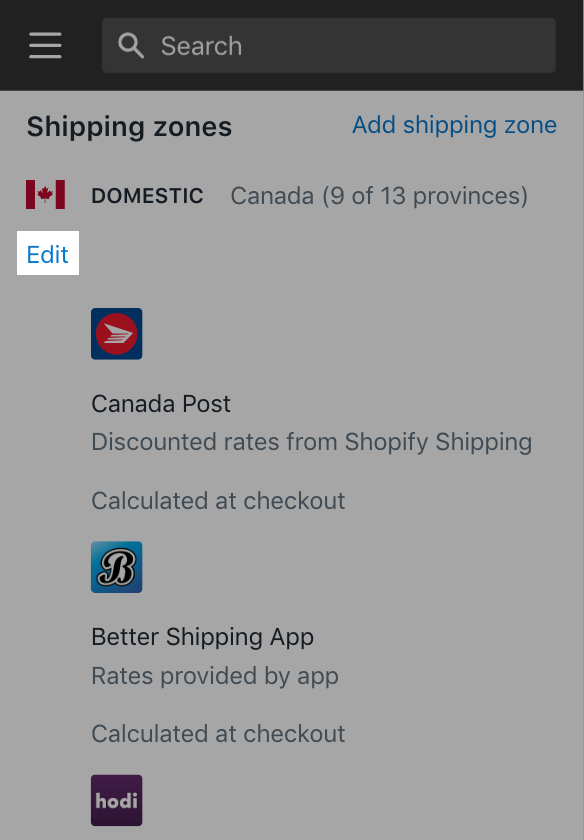 Search
Shipping zones Add shipping zone
DOMESTIC Canada (9 of 13 provinces)
Edit
Canada Post
Discounted rates from Shopify Shipping
Calculated at checkout
B
Better Shipping App
Rates provided by app
Calculated at checkout
hodi